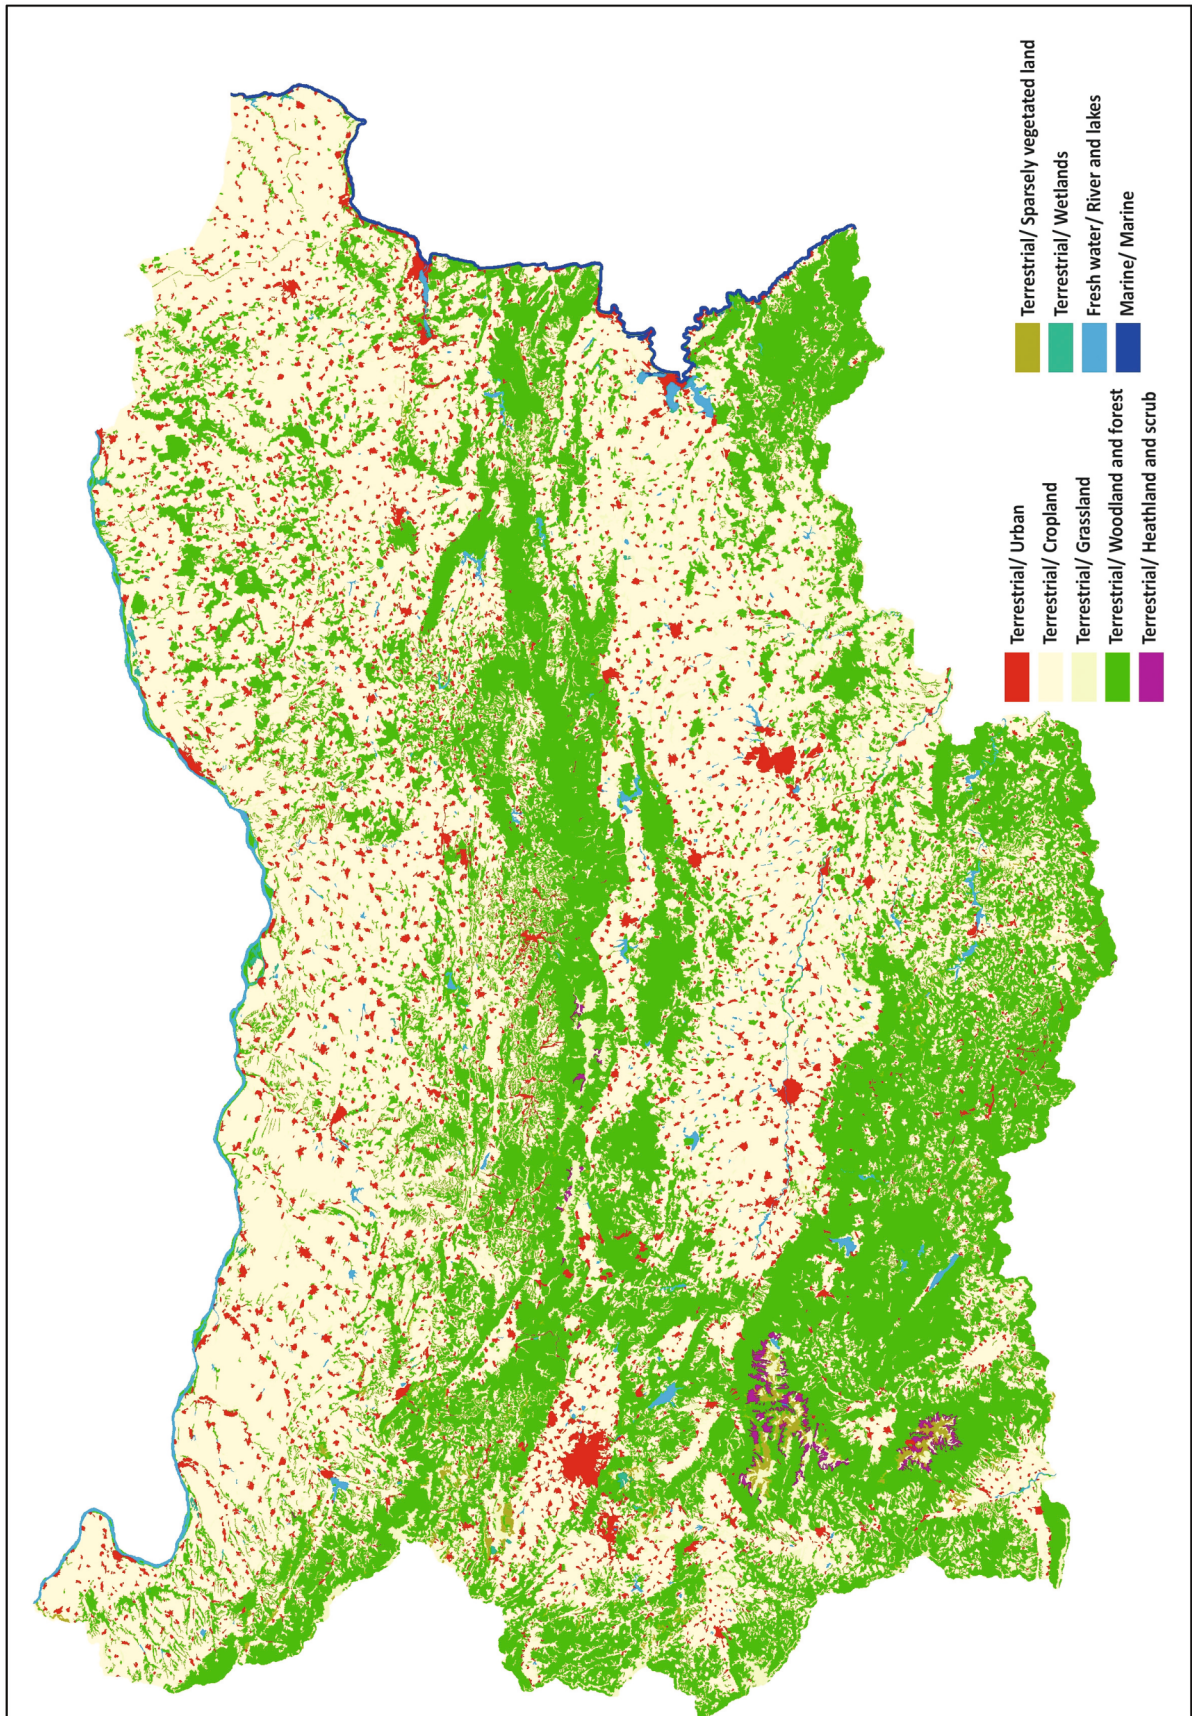 Terrestrial/ Urban
Terrestrial/ Cropland
Terrestrial/ Grassland
Terrestrial/ Woodland and forest
Terrestrial/ Heathland and scrub
Terrestrial/ Sparsely vegetated land
Terrestrial/ Wetlands
Fresh water/ River and lakes
Marine/ Marine